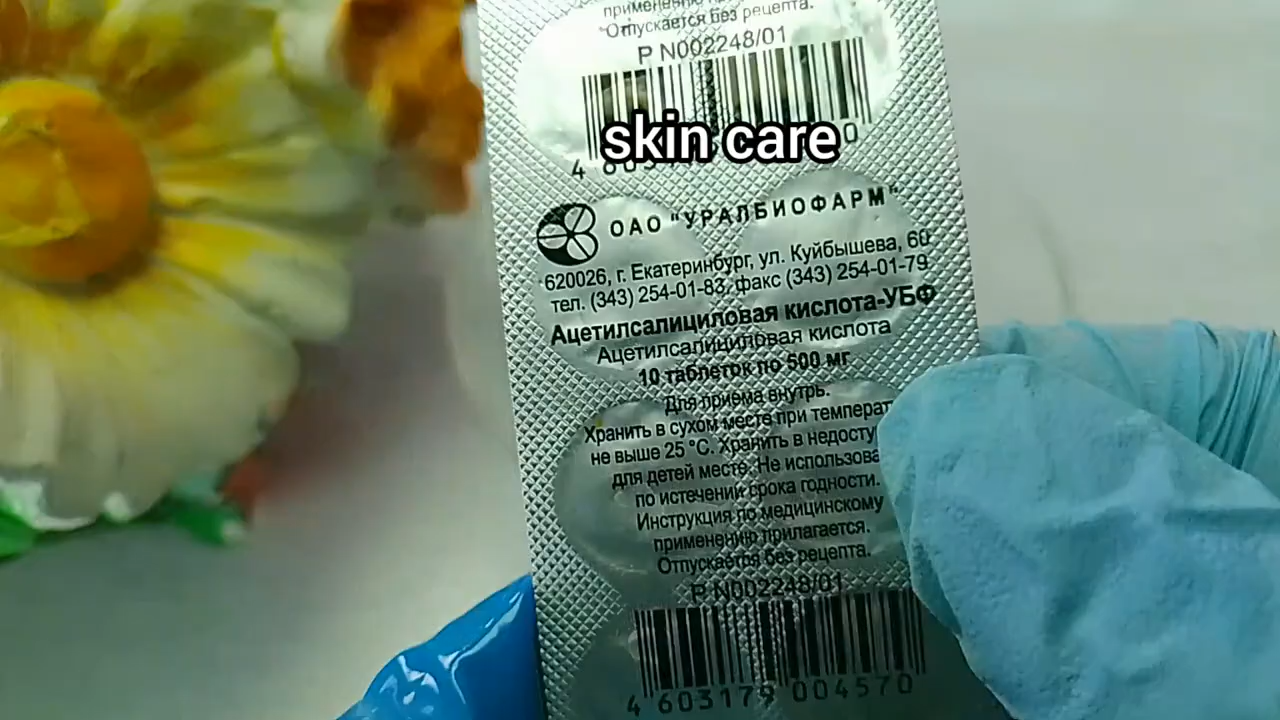 применению
"Отпускается без рецепта.
P N002248/01
skin care
ОАО "УРАЛБИОФАРМ"
620026, г. Екатеринбург, ул. Куйбышева, 60
тел. (343) 254-01-83, факс (343) 254-01-79
Ацетилсалициловая кислота-УБФ
Ацетилсалициловая кислота
10 таблеток по 500 мг
Для приема внутрь.
Хранить в сухом месте при температ
не выше 25 °C. Хранить в недосту
для детей месте. Не использова
по истечении срока годности.
Инструкция по медицинскому
применению прилагается.
Отпускается без рецепта.
P N002248/01
4 603179 004570